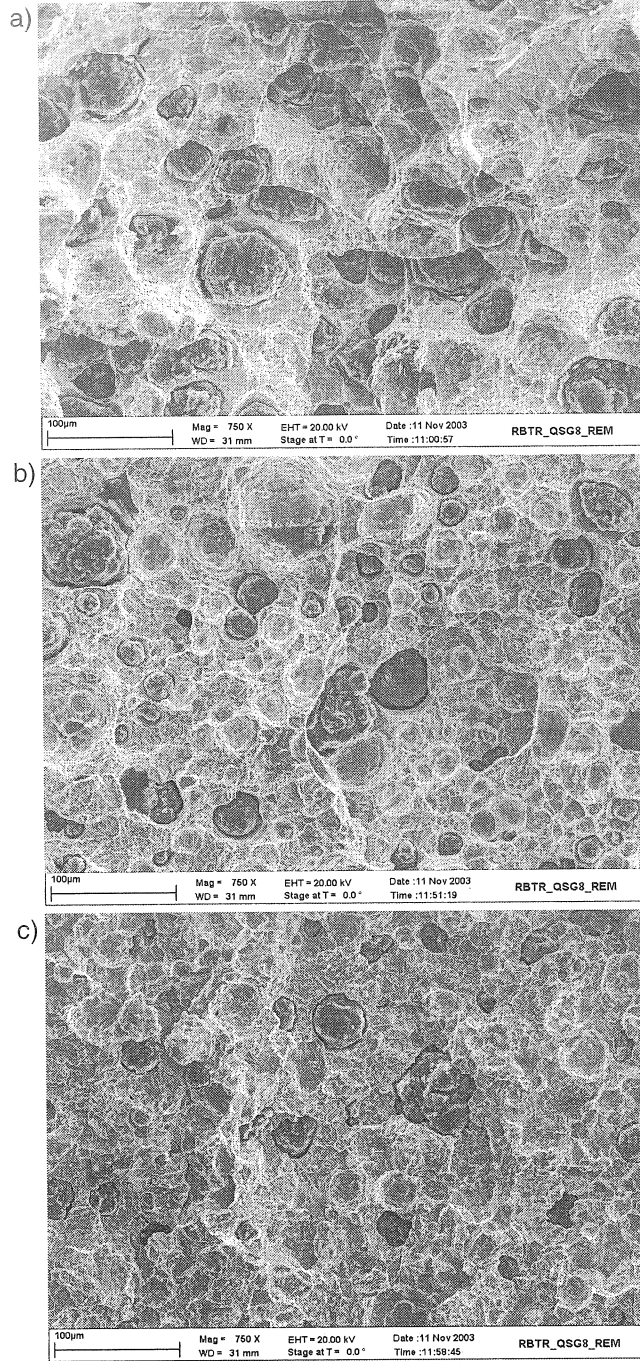 a)
100µm
Mag = 750 X EHT = 20.00 kV Date :11 Nov 2003
WD = 31 mm Stage at T = 0.0 ° Time :11:00:57
RBTR_QSG8_REM
b)
100µm
Mag = 750 X EHT = 20.00 kV Date :11 Nov 2003
WD = 31 mm Stage at T = 0.0 ° Time :11:51:19
RBTR_QSG8_REM
c)
100µm
Mag = 750 X EHT = 20.00 kV Date :11 Nov 2003
WD = 31 mm Stage at T = 0.0 ° Time :11:58:45
RBTR_QSG8_REM